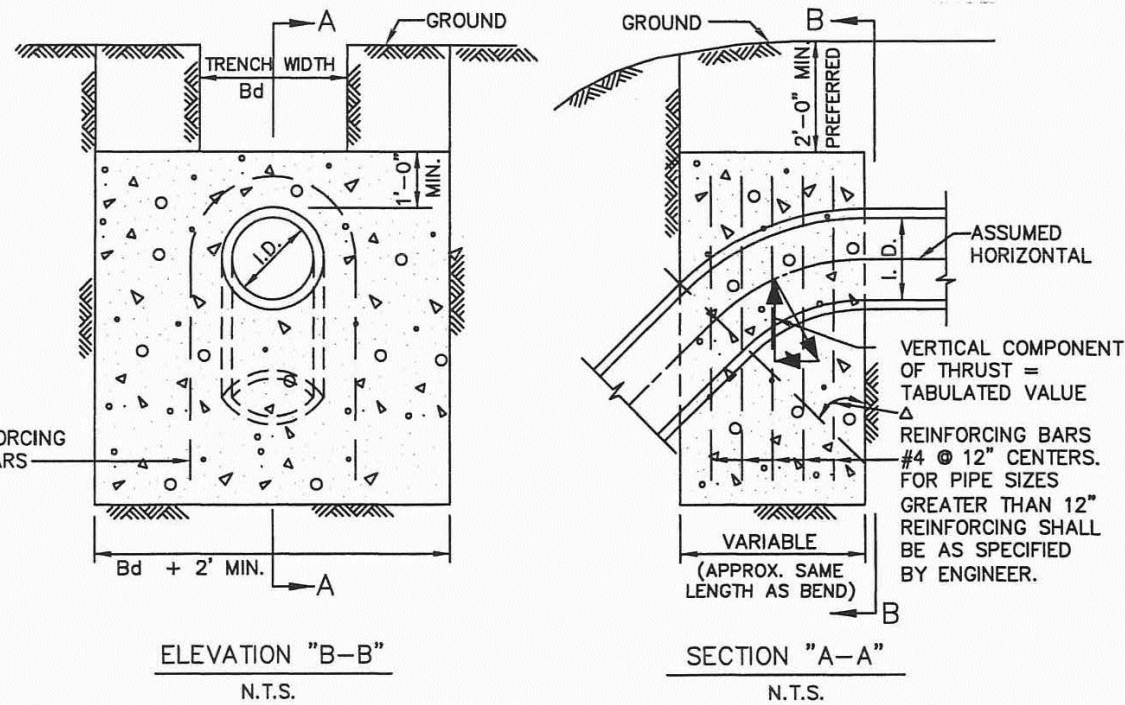 A
GROUND
TRENCH WIDTH
Bd
1'-0"
MIN.
I.D.
FORCING
ARS
Bd + 2' MIN.
A
ELEVATION "B-B"
N.T.S.
B
GROUND
2'-0" MIN.
PREFERRED
ASSUMED
HORIZONTAL
I. D.
VERTICAL COMPONENT
OF THRUST =
TABULATED VALUE
Δ
REINFORCING BARS
#4 @ 12" CENTERS.
FOR PIPE SIZES
GREATER THAN 12"
REINFORCING SHALL
BE AS SPECIFIED
BY ENGINEER.
VARIABLE
(APPROX. SAME
LENGTH AS BEND)
B
SECTION "A-A"
N.T.S.